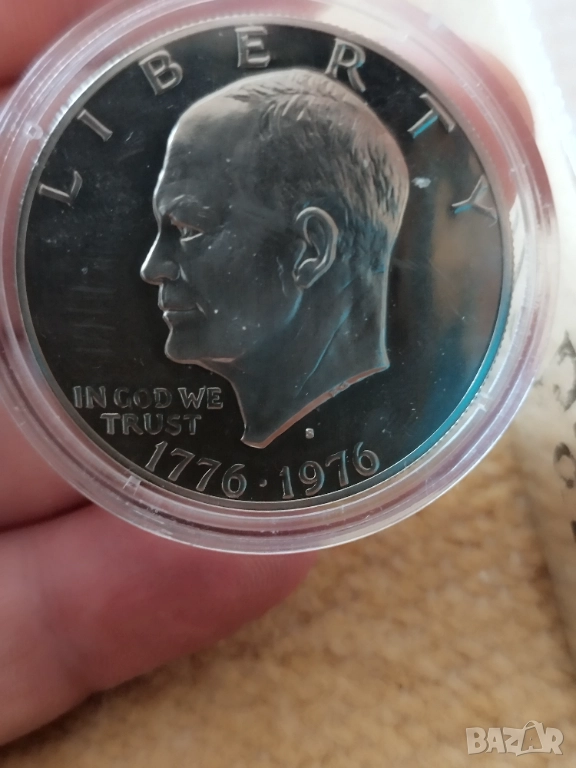 LIBERTY
IN GOD WE
TRUST
S
1776 · 1976
BAZAR